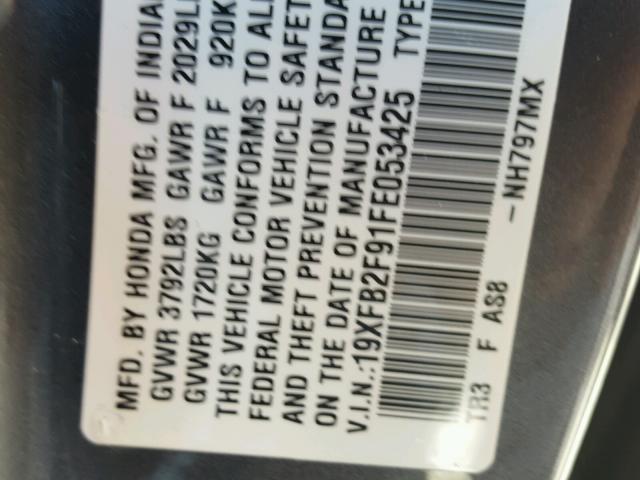 MFD. BY HONDA MFG. OF INDIA
GVWR 3792LBS GAWR F 2029L
GVWR 1720KG GAWR F 920K
THIS VEHICLE CONFORMS TO AL
FEDERAL MOTOR VEHICLE SAFET
AND THEFT PREVENTION STANDA
ON THE DATE OF MANUFACTURE
V.I.N.:19XFB2F91FE053425 TYPE
TR3 F AS8 -NH797MX